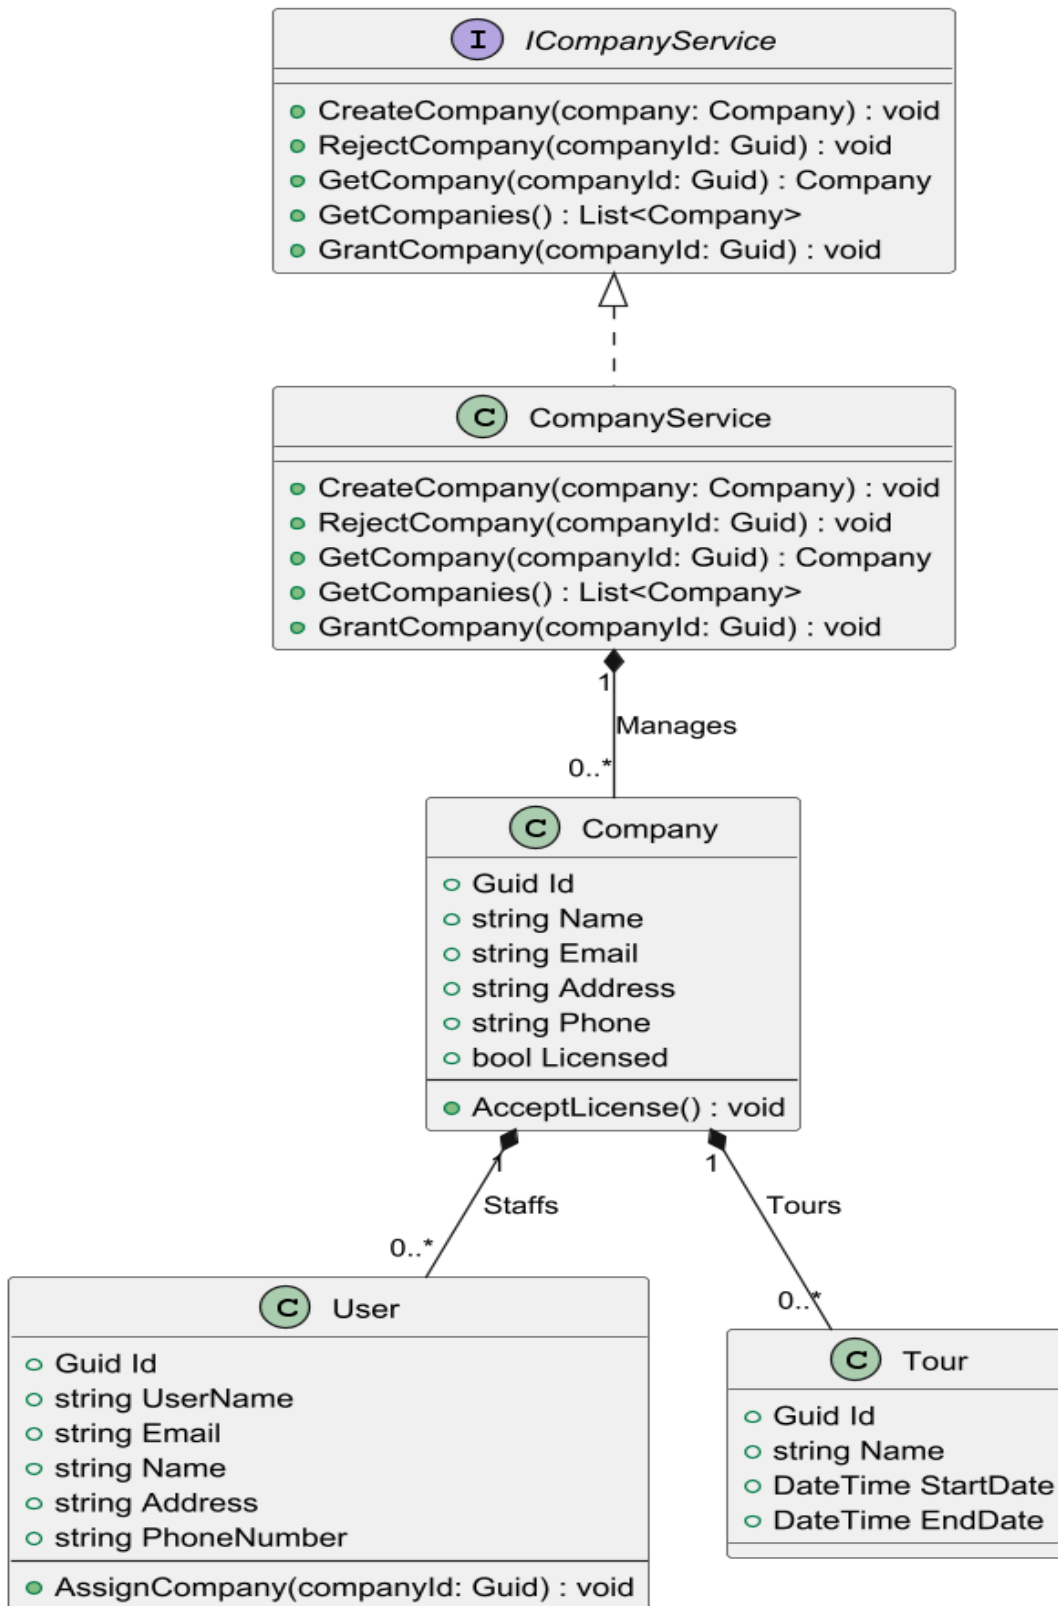 I ICompanyService
CreateCompany(company: Company) : void
RejectCompany(companyId: Guid) : void
GetCompany(companyId: Guid) : Company
GetCompanies() : List<Company>
GrantCompany(companyId: Guid) : void
C CompanyService
CreateCompany(company: Company) : void
RejectCompany(companyId: Guid) : void
GetCompany(companyId: Guid) : Company
GetCompanies() : List<Company>
GrantCompany(companyId: Guid) : void
1
Manages
0..*
C Company
Guid Id
string Name
string Email
string Address
string Phone
bool Licensed
AcceptLicense() : void
1
Staffs
0..*
1
Tours
0..*
C User
Guid Id
string UserName
string Email
string Name
string Address
string PhoneNumber
AssignCompany(companyId: Guid) : void
C Tour
Guid Id
string Name
DateTime StartDate
DateTime EndDate